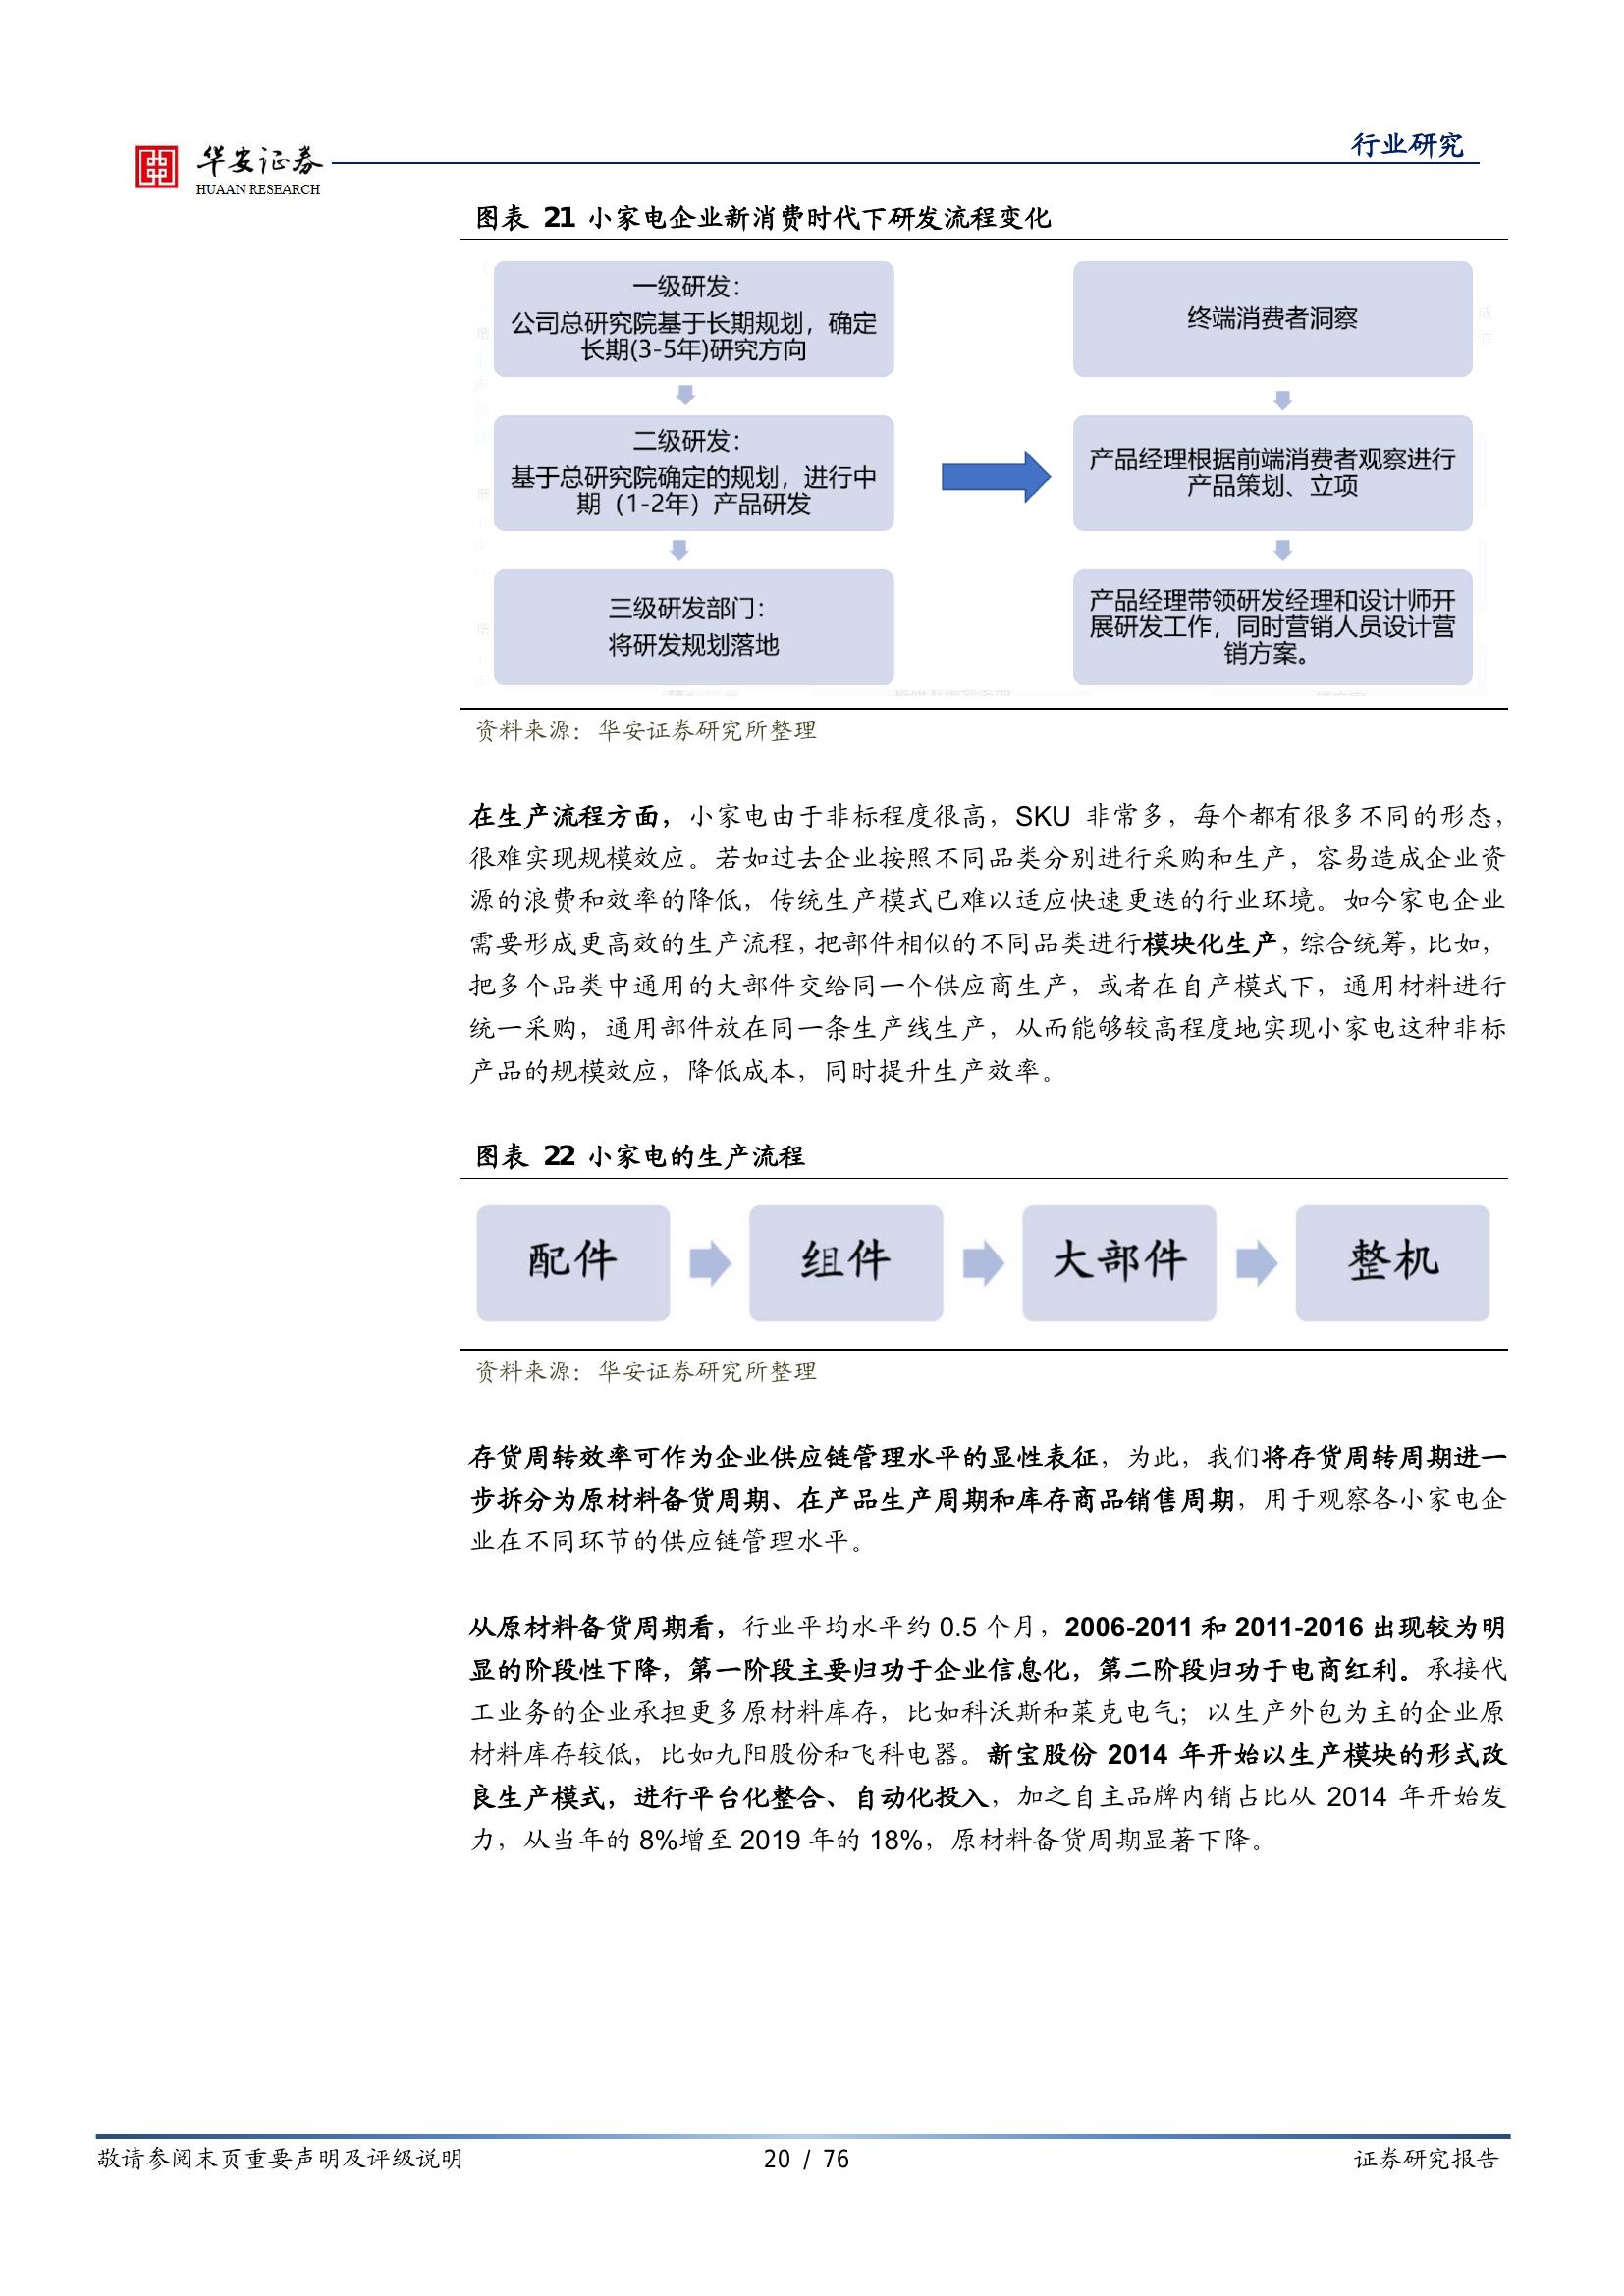 华安证券
HUAAN RESEARCH
行业研究
图表 21 小家电企业新消费时代下研发流程变化
一级研发：
公司总研究院基于长期规划，确定
长期(3-5年)研究方向
二级研发：
基于总研究院确定的规划，进行中
期（1-2年）产品研发
三级研发部门：
将研发规划落地
终端消费者洞察
产品经理根据前端消费者观察进行
产品策划、立项
产品经理带领研发经理和设计师开
展研发工作，同时营销人员设计营
销方案。
资料来源：华安证券研究所整理
在生产流程方面，小家电由于非标程度很高，SKU 非常多，每个都有很多不同的形态，
很难实现规模效应。若如过去企业按照不同品类分别进行采购和生产，容易造成企业资
源的浪费和效率的降低，传统生产模式已难以适应快速更迭的行业环境。如今家电企业
需要形成更高效的生产流程，把部件相似的不同品类进行模块化生产，综合统筹，比如，
把多个品类中通用的大部件交给同一个供应商生产，或者在自产模式下，通用材料进行
统一采购，通用部件放在同一条生产线生产，从而能够较高程度地实现小家电这种非标
产品的规模效应，降低成本，同时提升生产效率。
图表 22 小家电的生产流程
配件
组件
大部件
整机
资料来源：华安证券研究所整理
存货周转效率可作为企业供应链管理水平的显性表征，为此，我们将存货周转周期进一
步拆分为原材料备货周期、在产品生产周期和库存商品销售周期，用于观察各小家电企
业在不同环节的供应链管理水平。
从原材料备货周期看，行业平均水平约 0.5 个月，2006-2011 和 2011-2016 出现较为明
显的阶段性下降，第一阶段主要归功于企业信息化，第二阶段归功于电商红利。承接代
工业务的企业承担更多原材料库存，比如科沃斯和莱克电气；以生产外包为主的企业原
材料库存较低，比如九阳股份和飞科电器。新宝股份 2014 年开始以生产模块的形式改
良生产模式，进行平台化整合、自动化投入，加之自主品牌内销占比从 2014 年开始发
力，从当年的 8%增至 2019 年的 18%，原材料备货周期显著下降。
敬请参阅末页重要声明及评级说明
20 / 76
证券研究报告